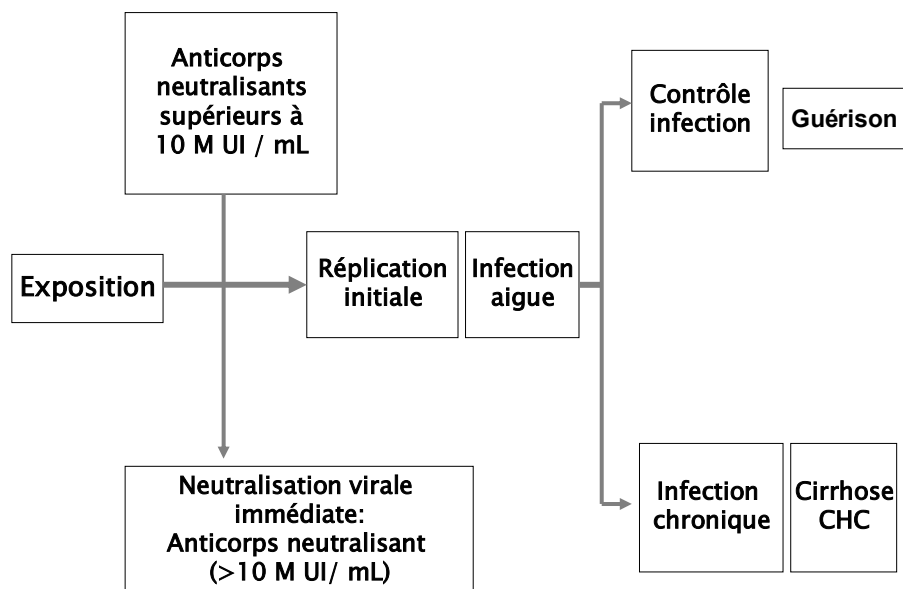 Anticorps
neutralisants
supérieurs à
10 M UI / mL
Contrôle
infection
Guérison
Exposition
Réplication
initiale
Infection
aigue
Neutralisation virale
immédiate:
Anticorps neutralisant
(>10 M UI/ mL)
Infection
chronique
Cirrhose
CHC